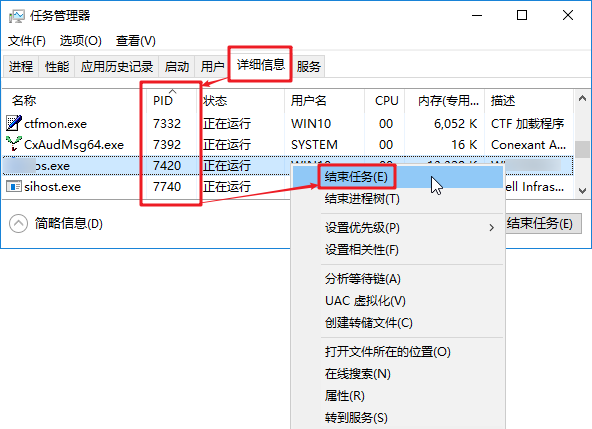 任务管理器
文件(F) 选项(O) 查看(V)
进程 性能 应用历史记录 启动 用户 详细信息 服务
名称 PID 状态 用户名 CPU 内存(专用... 描述
ctfmon.exe 7332 正在运行 WIN10 00 6,052 K CTF 加载程序
CxAudMsg64.exe 7392 正在运行 SYSTEM 00 16 K Conexant A...
os.exe 7420 正在运行 WIN10 00
sihost.exe 7740 正在运行 ell Infras...
结束任务(E)
结束进程树(T)
设置优先级(P)
设置相关性(F)
分析等待链(A)
UAC 虚拟化(V)
创建转储文件(C)
打开文件所在的位置(O)
在线搜索(N)
属性(R)
转到服务(S)
简略信息(D) 结束任务(E)